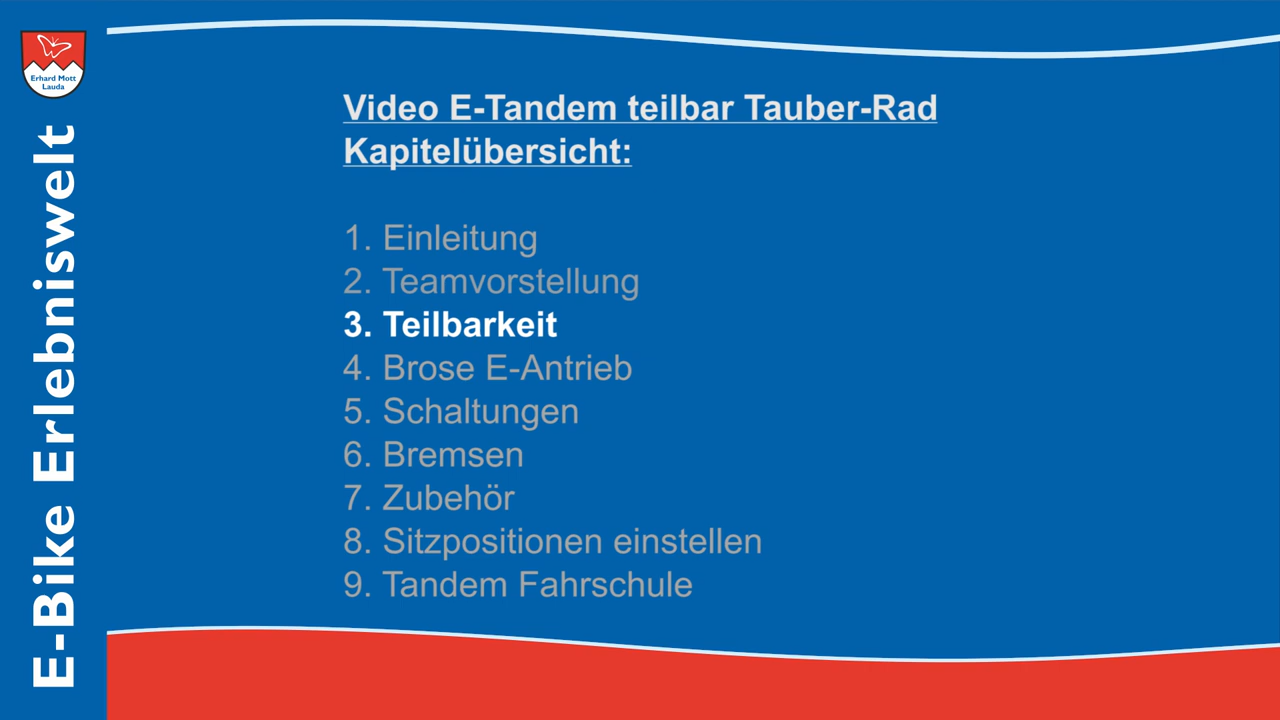 Erhard Mott
Lauda
E-Bike Erlebniswelt
Video E-Tandem teilbar Tauber-Rad
Kapitelübersicht:
1. Einleitung
2. Teamvorstellung
3. Teilbarkeit
4. Brose E-Antrieb
5. Schaltungen
6. Bremsen
7. Zubehör
8. Sitzpositionen einstellen
9. Tandem Fahrschule